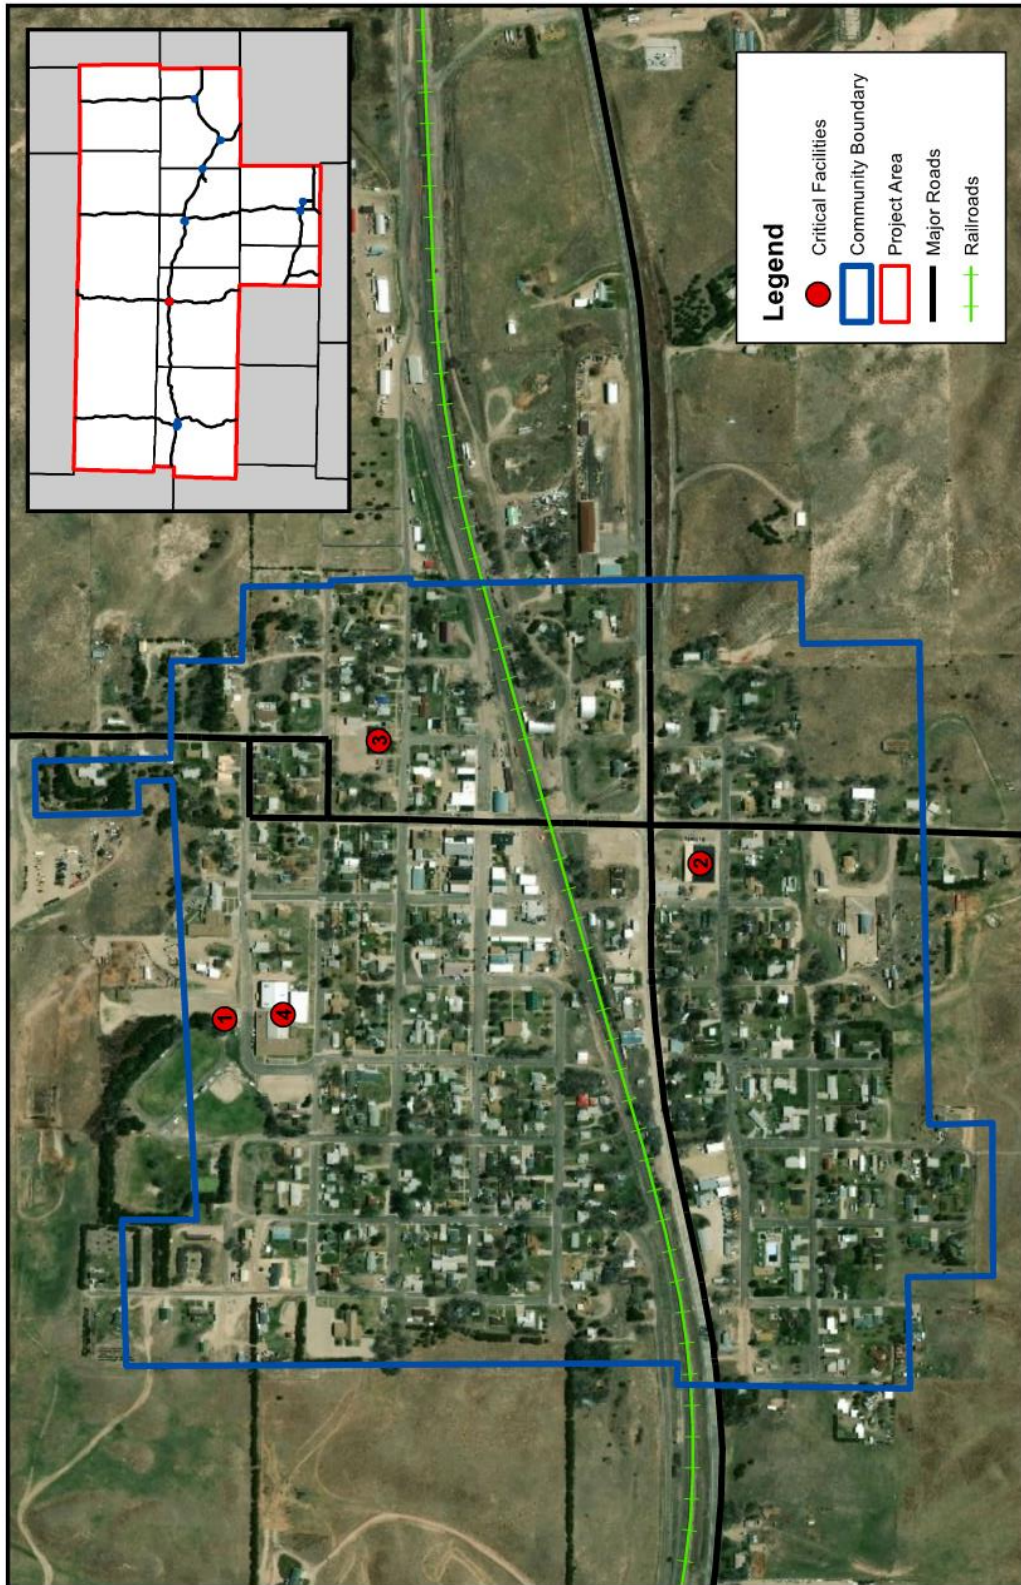 Legend
Critical Facilities
Community Boundary
Project Area
Major Roads
Railroads
1
4
3
2